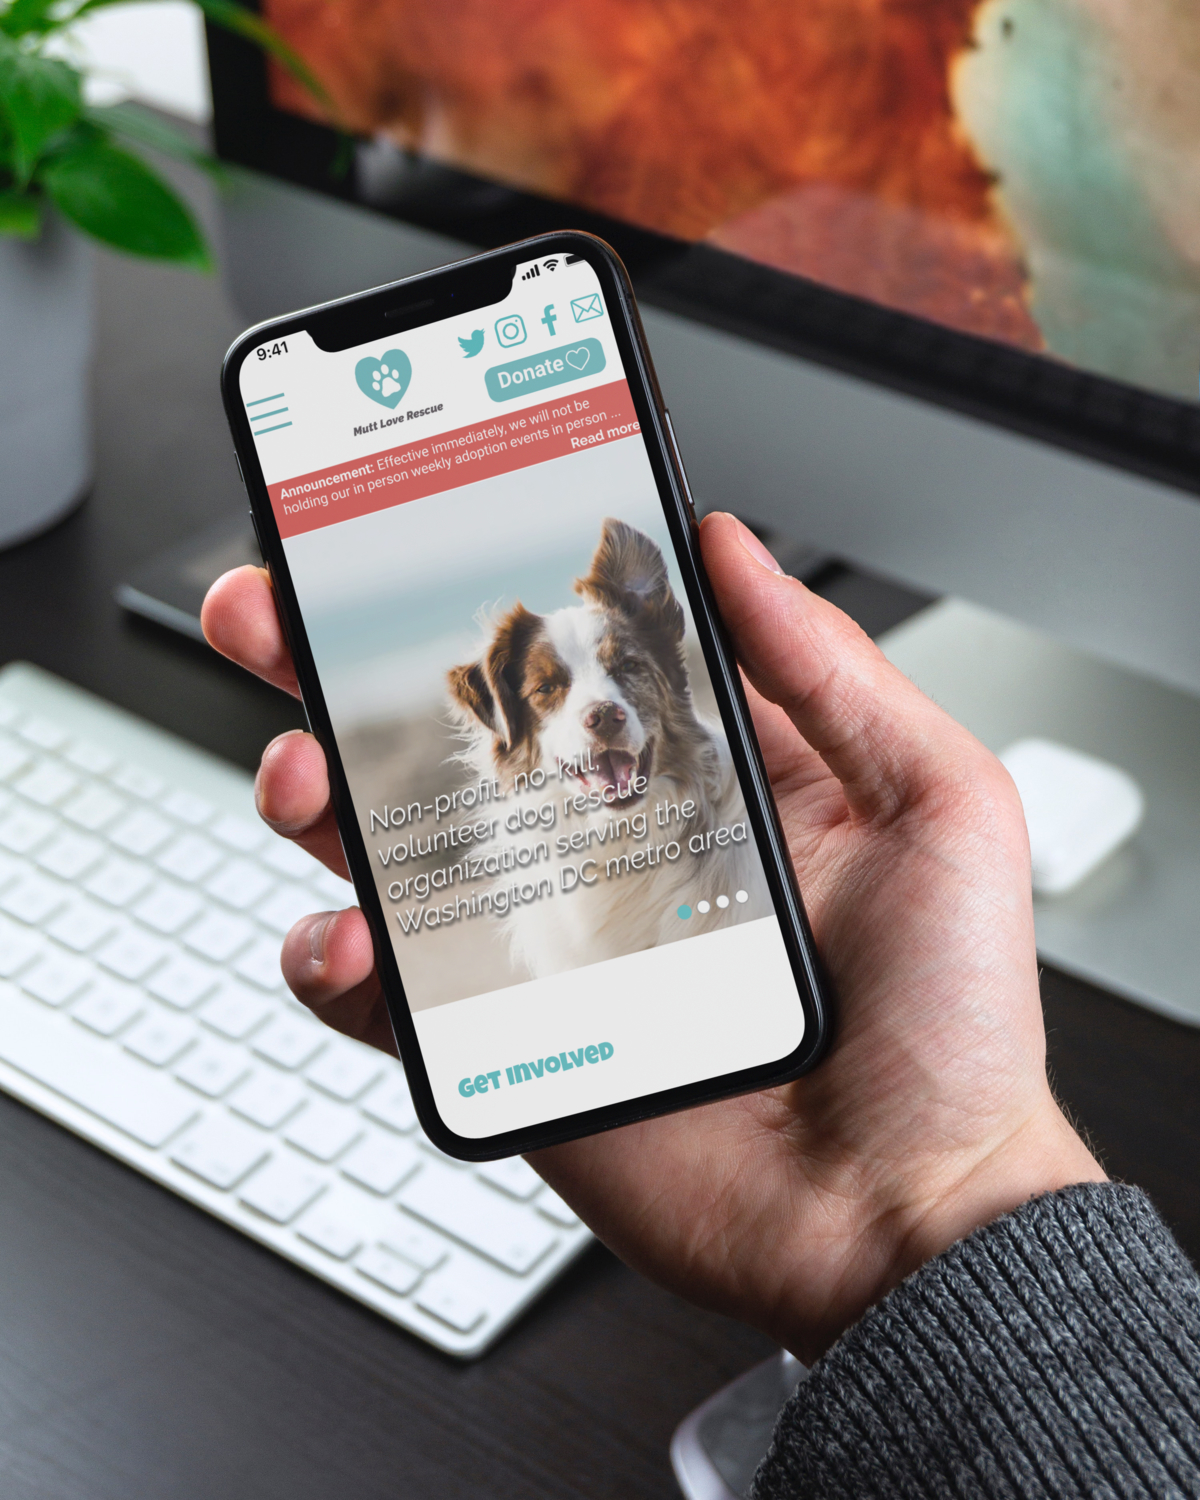 9:41
Mutt Love Rescue
Donate
Announcement: Effective immediately, we will not be
holding our in person weekly adoption events in person ...
Read more
Non-profit, no-kill,
volunteer dog rescue
organization serving the
Washington DC metro area
GET INVOLVED